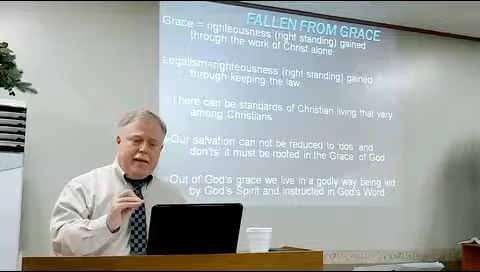 FALLEN FROM GRACE
Grace = righteousness (right standing) gained
through the work of Christ alone.
Legalism=righteousness (right standing) gained
through keeping the law.
There can be standards of Christian living that vary
among Christians
Our salvation can not be reduced to 'dos' and
don'ts' it must be rooted in the Grace of God
Out of God's grace we live in a godly way being led
by God's Spirit and instructed in God's Word.